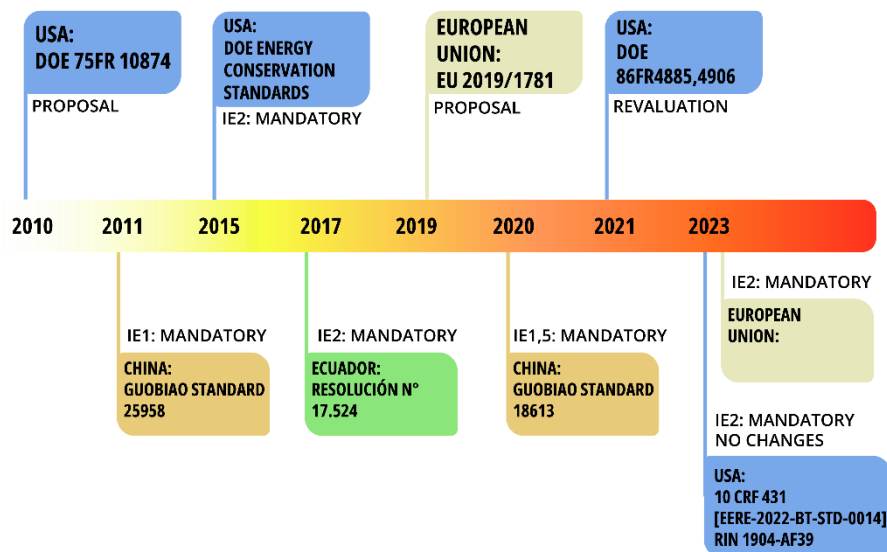 USA:
DOE 75FR 10874
PROPOSAL
USA:
DOE ENERGY
CONSERVATION
STANDARDS
IE2: MANDATORY
EUROPEAN
UNION:
EU 2019/1781
PROPOSAL
USA:
DOE
86FR4885,4906
REVALUATION
2010
2011
2015
2017
2019
2020
2021
2023
IE1: MANDATORY
CHINA:
GUOBIAO STANDARD
25958
IE2: MANDATORY
ECUADOR:
RESOLUCIÓN N°
17.524
IE1,5: MANDATORY
CHINA:
GUOBIAO STANDARD
18613
IE2: MANDATORY
EUROPEAN
UNION:
IE2: MANDATORY
NO CHANGES
USA:
10 CRF 431
[EERE-2022-BT-STD-0014]
RIN 1904-AF39